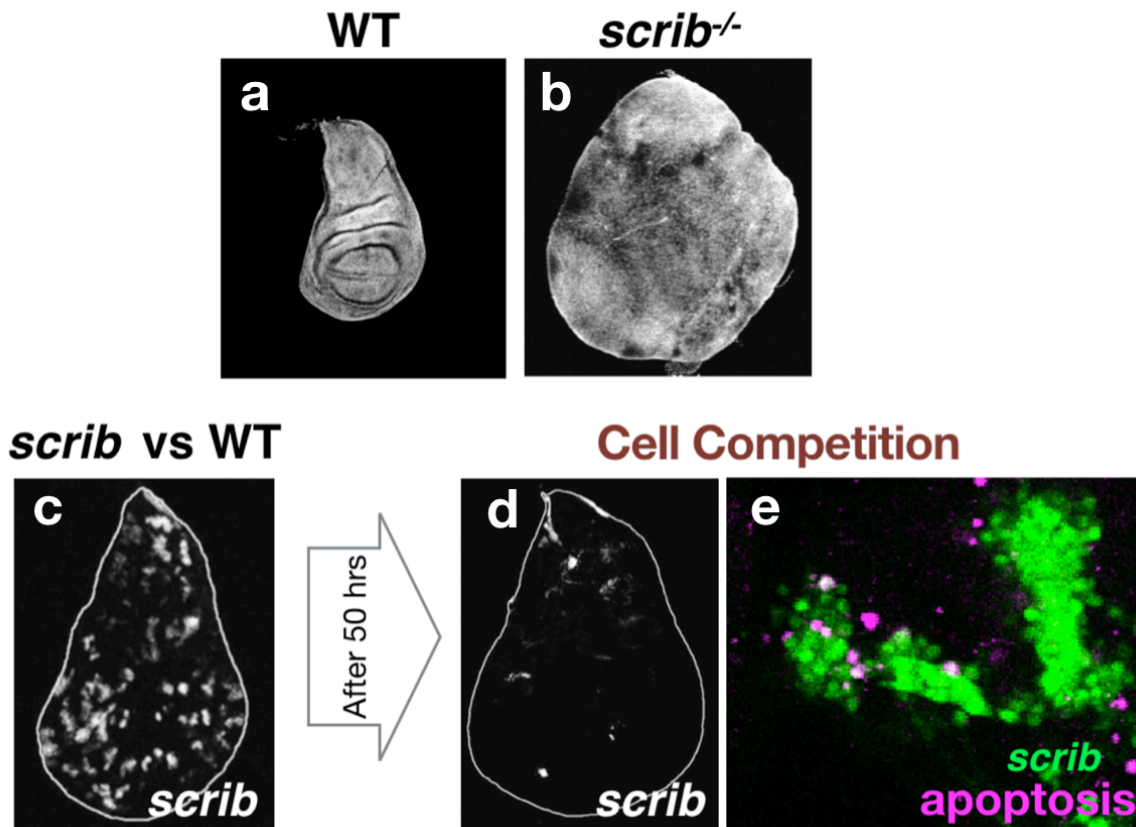 WT
scrib-/-
a
b
scrib vs WT
Cell Competition
c
After 50 hrs
d
e
scrib
scrib
scrib
apoptosis